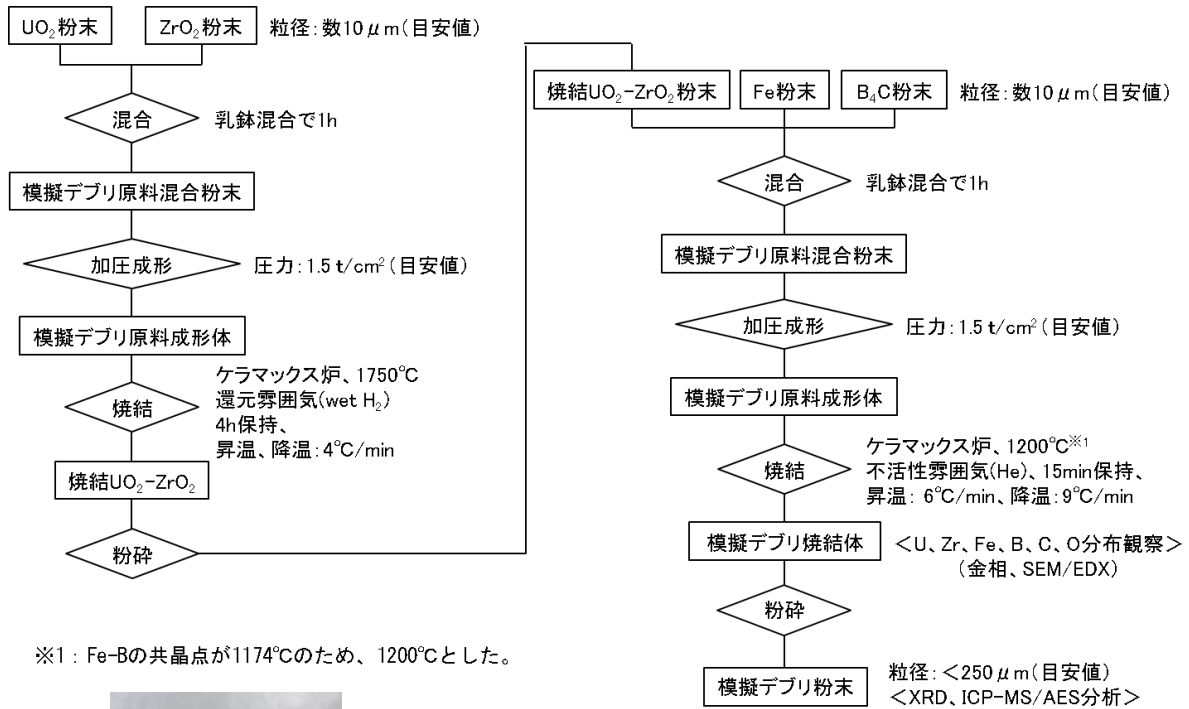 UO₂粉末
ZrO₂粉末
粒径：数10μm（目安値）
混合
乳鉢混合で1h
模擬デブリ原料混合粉末
加圧成形
圧力：1.5 t/cm²（目安値）
模擬デブリ原料成形体
焼結
ケラマックス炉、1750℃
還元雰囲気(wet H₂)
4h保持、
昇温、降温：4℃/min
焼結UO₂-ZrO₂
粉砕
焼結UO₂-ZrO₂粉末
Fe粉末
B₄C粉末
粒径：数10μm（目安値）
混合
乳鉢混合で1h
模擬デブリ原料混合粉末
加圧成形
圧力：1.5 t/cm²（目安値）
模擬デブリ原料成形体
焼結
ケラマックス炉、1200℃※1
不活性雰囲気(He)、15min保持、
昇温： 6℃/min、降温：9℃/min
模擬デブリ焼結体
＜U、Zr、Fe、B、C、O分布観察＞
（金相、SEM/EDX）
粉砕
模擬デブリ粉末
粒径：＜250μm（目安値）
＜XRD、ICP-MS/AES分析＞
※1：Fe-Bの共晶点が1174℃のため、1200℃とした。